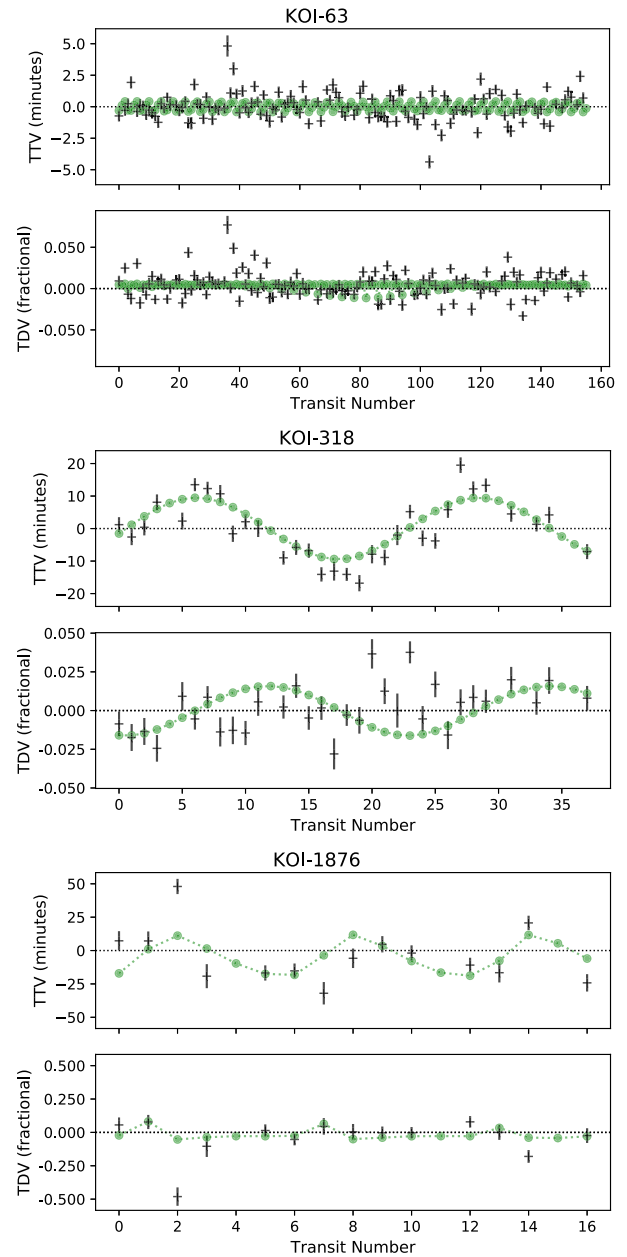 KOI-63
TTV (minutes)
5.0
2.5
0.0
-2.5
-5.0
TDV (fractional)
0.050
0.000
-0.050
0 20 40 60 80 100 120 140 160
Transit Number
KOI-318
TTV (minutes)
20
10
0
−10
−20
TDV (fractional)
0.050
0.025
0.000
−0.025
−0.050
0 5 10 15 20 25 30 35
Transit Number
KOI-1876
TTV (minutes)
50
25
0
−25
−50
TDV (fractional)
0.500
0.250
0.000
-0.250
-0.500
0 2 4 6 8 10 12 14 16
Transit Number